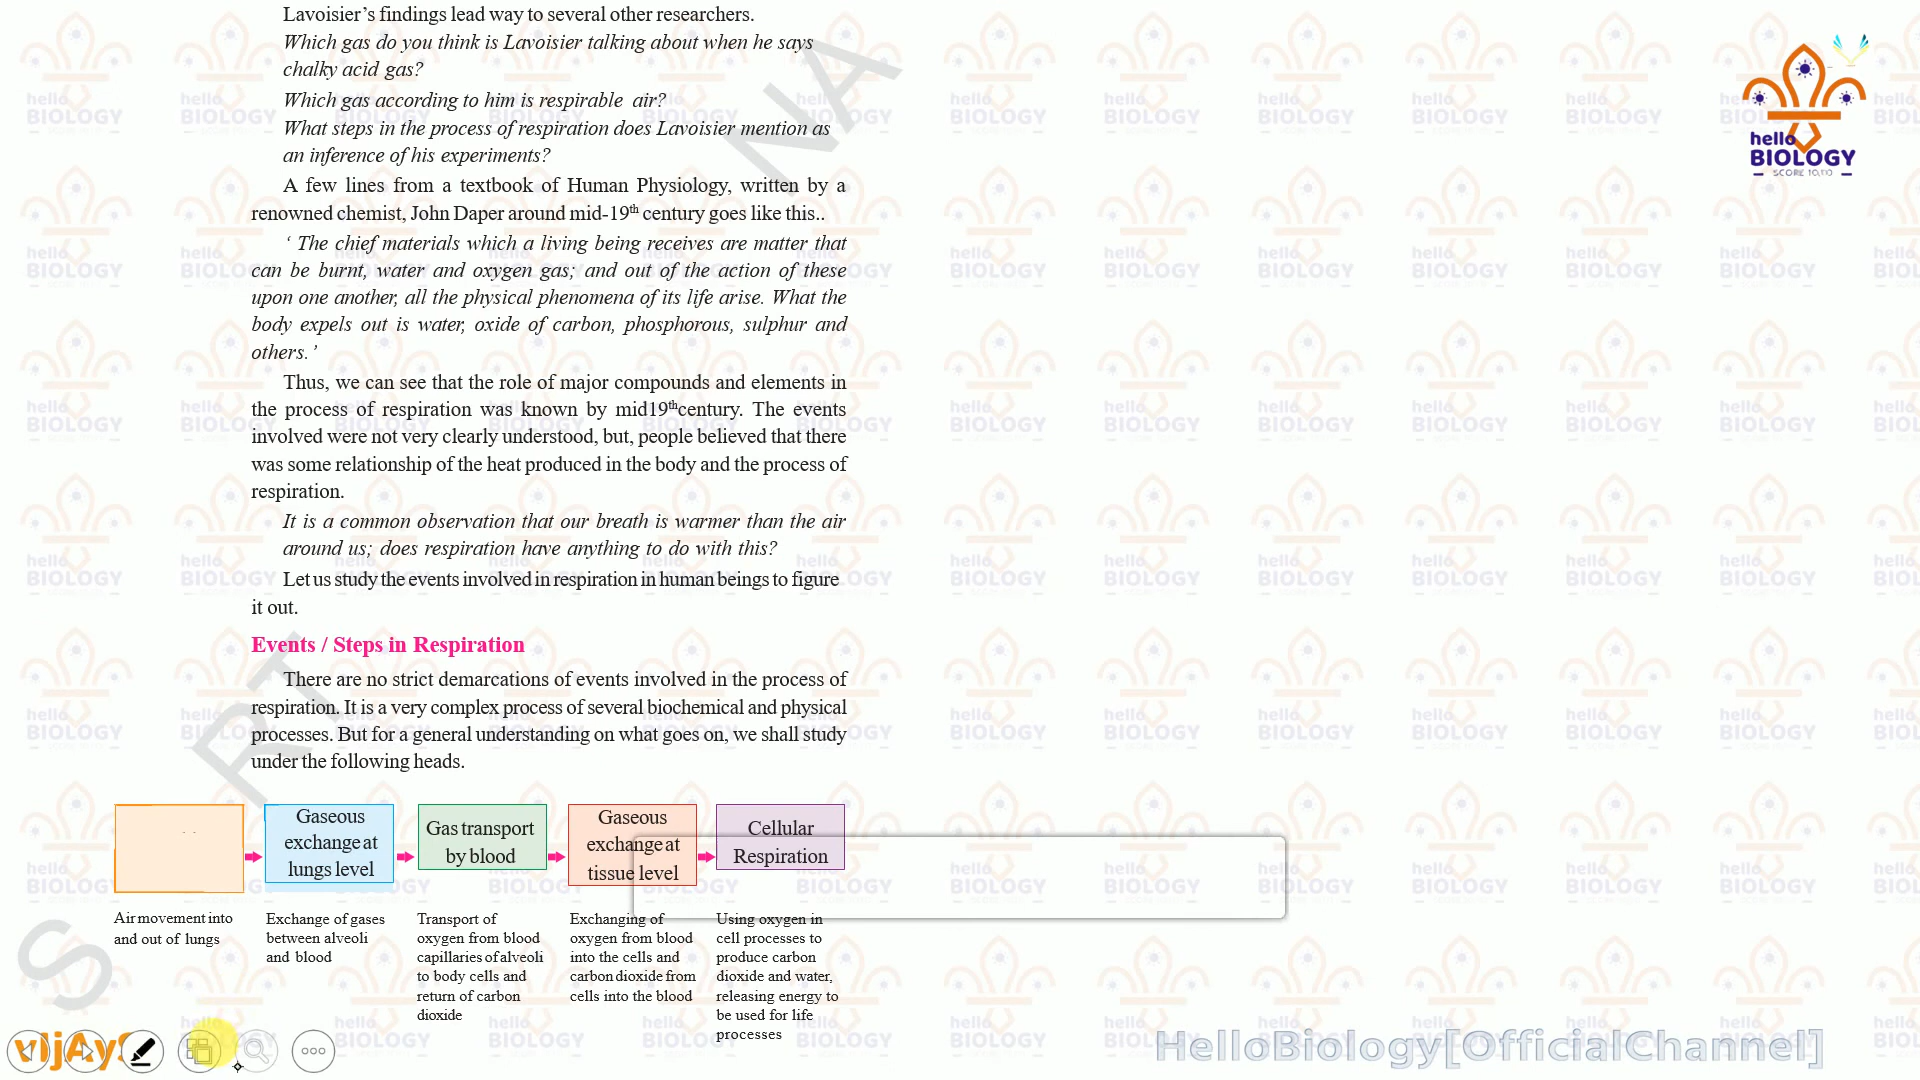 Lavoisier’s findings lead way to several other researchers.
Which gas do you think is Lavoisier talking about when he says
chalky acid gas?
Which gas according to him is respirable air?
What steps in the process of respiration does Lavoisier mention as
an inference of his experiments?
A few lines from a textbook of Human Physiology, written by a
renowned chemist, John Daper around mid-19th century goes like this..
‘ The chief materials which a living being receives are matter that
can be burnt, water and oxygen gas; and out of the action of these
upon one another, all the physical phenomena of its life arise. What the
body expels out is water, oxide of carbon, phosphorous, sulphur and
others.’
Thus, we can see that the role of major compounds and elements in
the process of respiration was known by mid19thcentury. The events
involved were not very clearly understood, but, people believed that there
was some relationship of the heat produced in the body and the process of
respiration.
It is a common observation that our breath is warmer than the air
around us; does respiration have anything to do with this?
Let us study the events involved in respiration in human beings to figure
it out.
Events / Steps in Respiration
There are no strict demarcations of events involved in the process of
respiration. It is a very complex process of several biochemical and physical
processes. But for a general understanding on what goes on, we shall study
under the following heads.
Gaseous
exchange at
lungs level
Gas transport
by blood
Gaseous
exchange at
tissue level
Cellular
Respiration
Air movement into
and out of lungs
Exchange of gases
between alveoli
and blood
Transport of
oxygen from blood
capillaries of alveoli
to body cells and
return of carbon
dioxide
Exchanging of
oxygen from blood
into the cells and
carbon dioxide from
cells into the blood
Using oxygen in
cell processes to
produce carbon
dioxide and water,
releasing energy to
be used for life
processes
hello
BIOLOGY
HelloBiology[OfficialChannel]